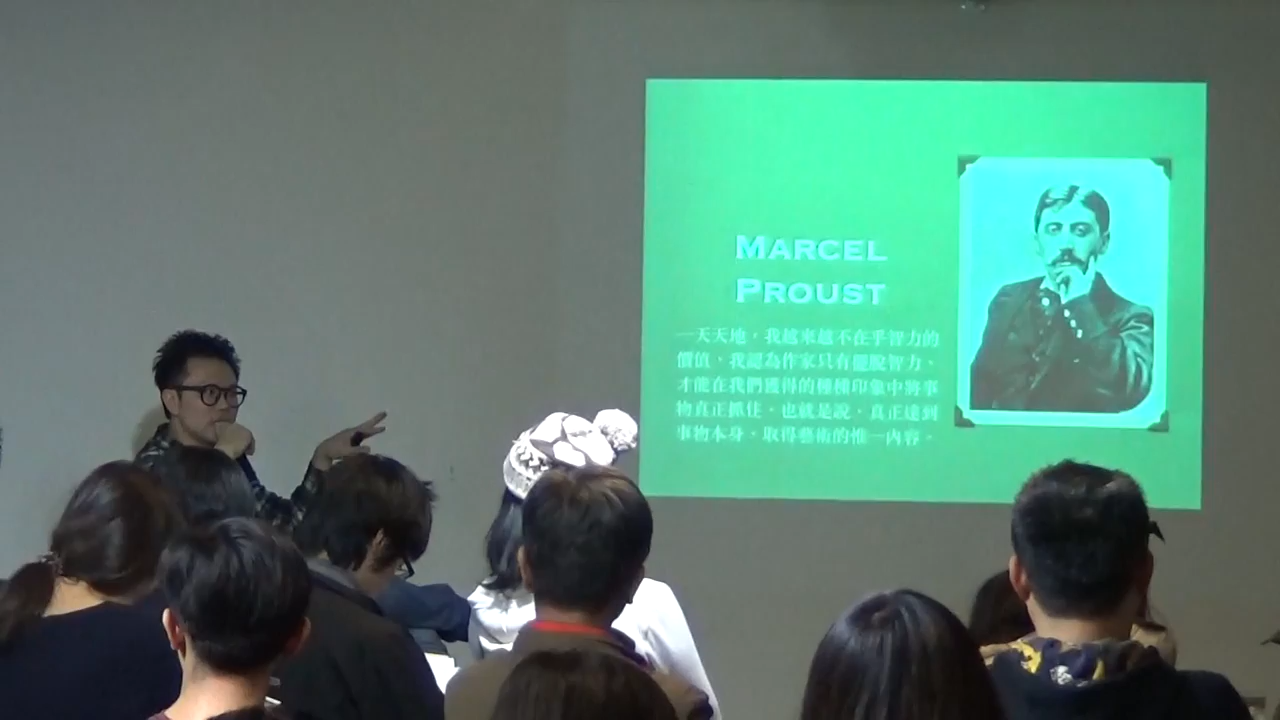 MARCEL
PROUST
一天天地，我越來越不在乎智力的
價值，我認為作家只有擺脫智力、
才能在我們獲得的種種印象中將事
物真正抓住，也就是說，真正達到
事物本身，取得藝術的惟一內容。